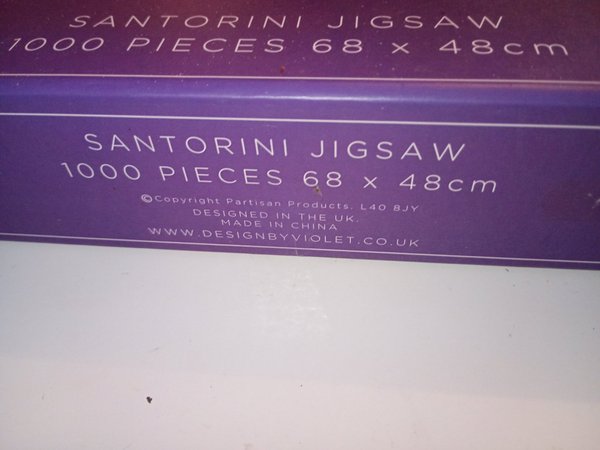 SANTORINI JIGSAW
1000 PIECES 68 x 48cm
SANTORINI JIGSAW
1000 PIECES 68 x 48cm
©Copyright Partisan Products. L40 8JY
DESIGNED IN THE UK.
MADE IN CHINA
WWW.DESIGNBYVIOLET.CO.UK